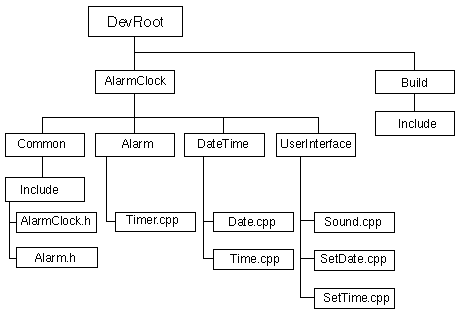 DevRoot
AlarmClock
Build
Common
Alarm
DateTime
UserInterface
Include
Include
AlarmClock.h
Timer.cpp
Date.cpp
Sound.cpp
Alarm.h
Time.cpp
SetDate.cpp
SetTime.cpp